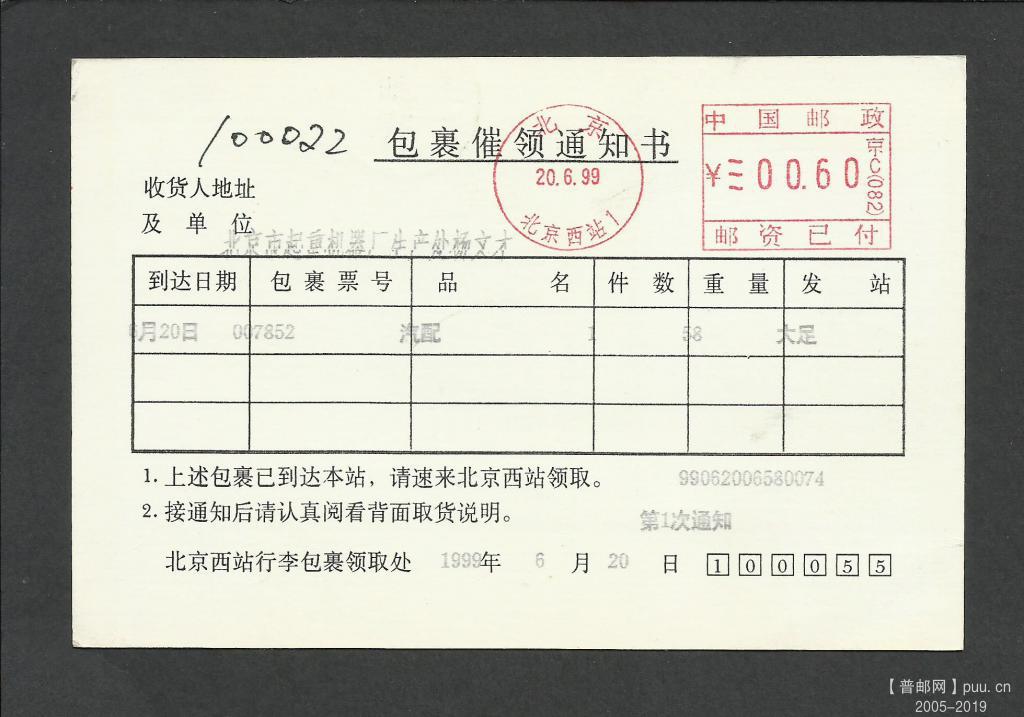 100022
包裹催领通知书
北京
20.6.99
北京西站1
中国邮政
¥ 00.60
京C(082)
邮资已付
收货人地址
及单位
北京市起重机器厂生产处杨文才
到达日期 包裹票号 品名 件数 重量 发站
6月20日 007852 汽配 1 58 大足
1. 上述包裹已到达本站，请速来北京西站领取。
99062006580074
2. 接通知后请认真阅看背面取货说明。
第1次通知
北京西站行李包裹领取处 1999年 6 月 20 日 100055
【普邮网】puu.cn
2005-2019